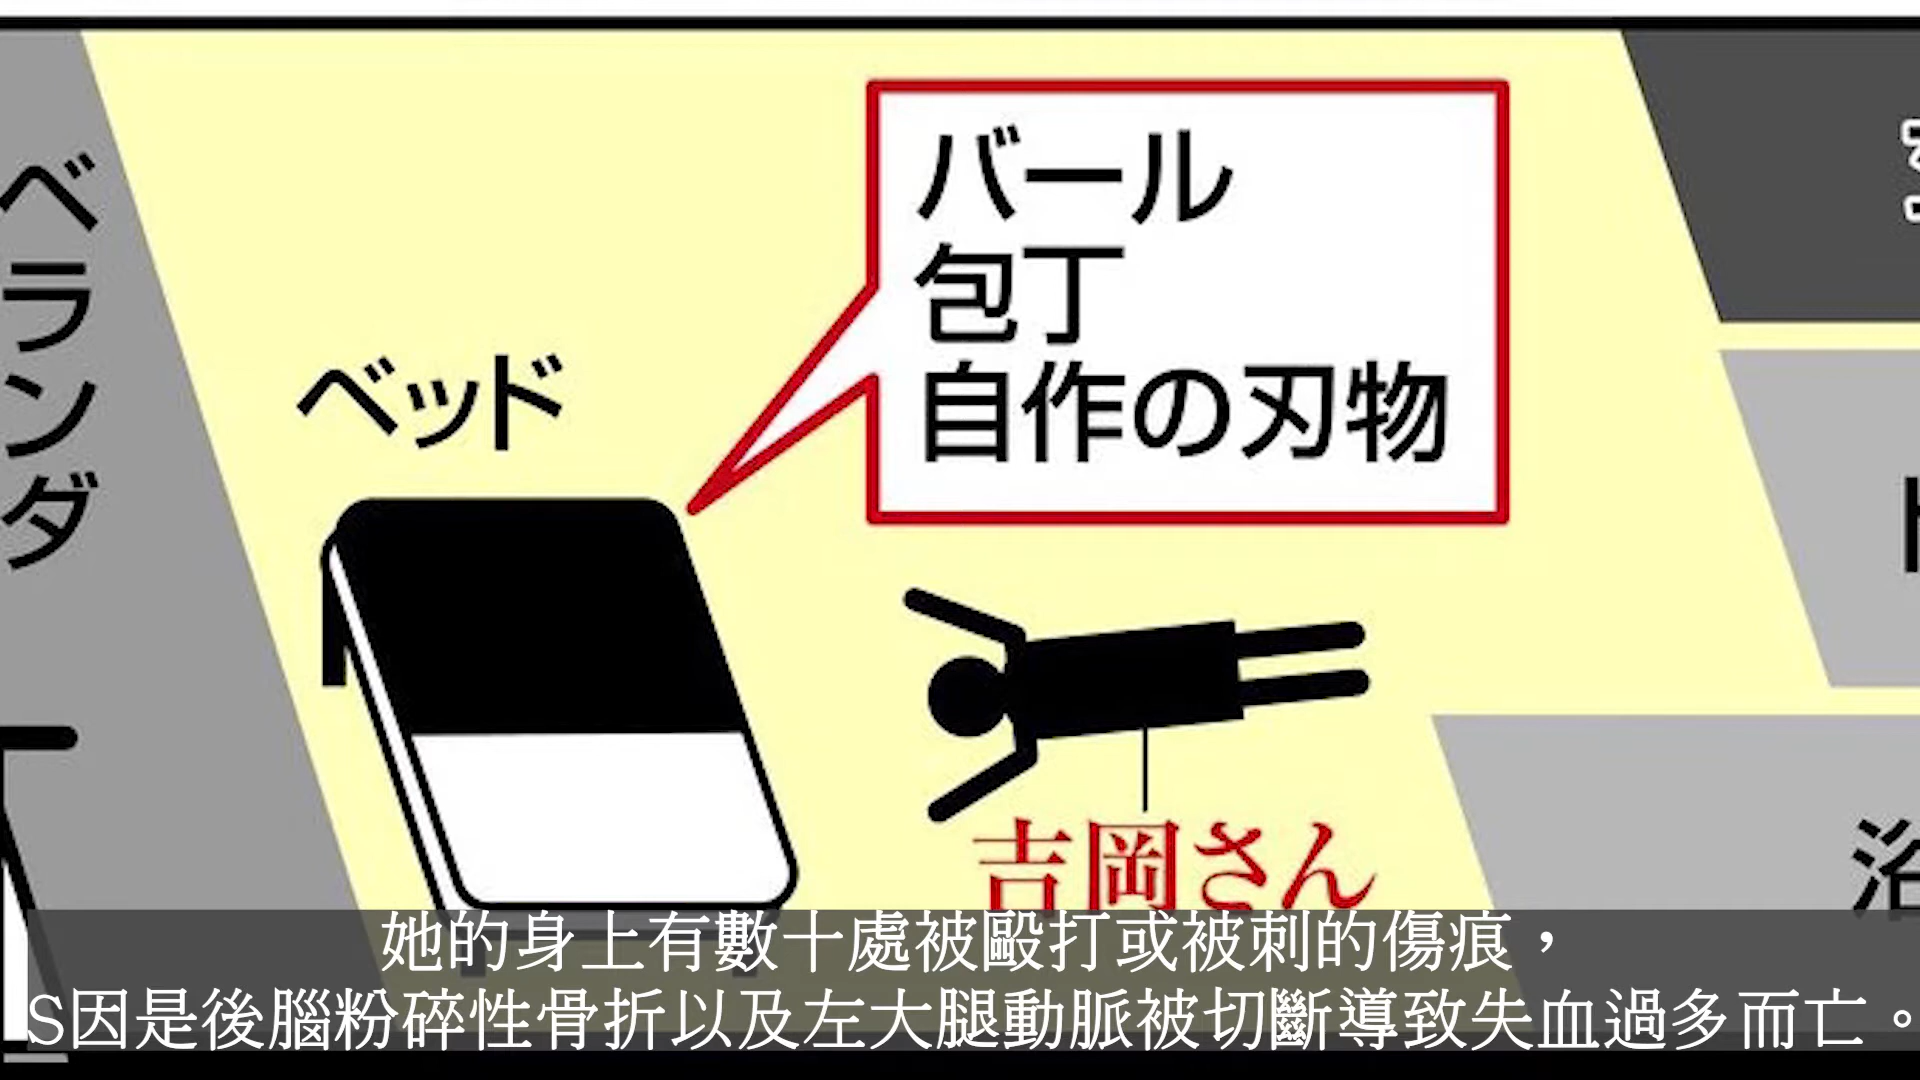 ベランダ
ベッド
バール
包丁
自作の刃物
吉岡さん
浴
她的身上有數十處被毆打或被刺的傷痕，
S因是後腦粉碎性骨折以及左大腿動脈被切斷導致失血過多而亡。